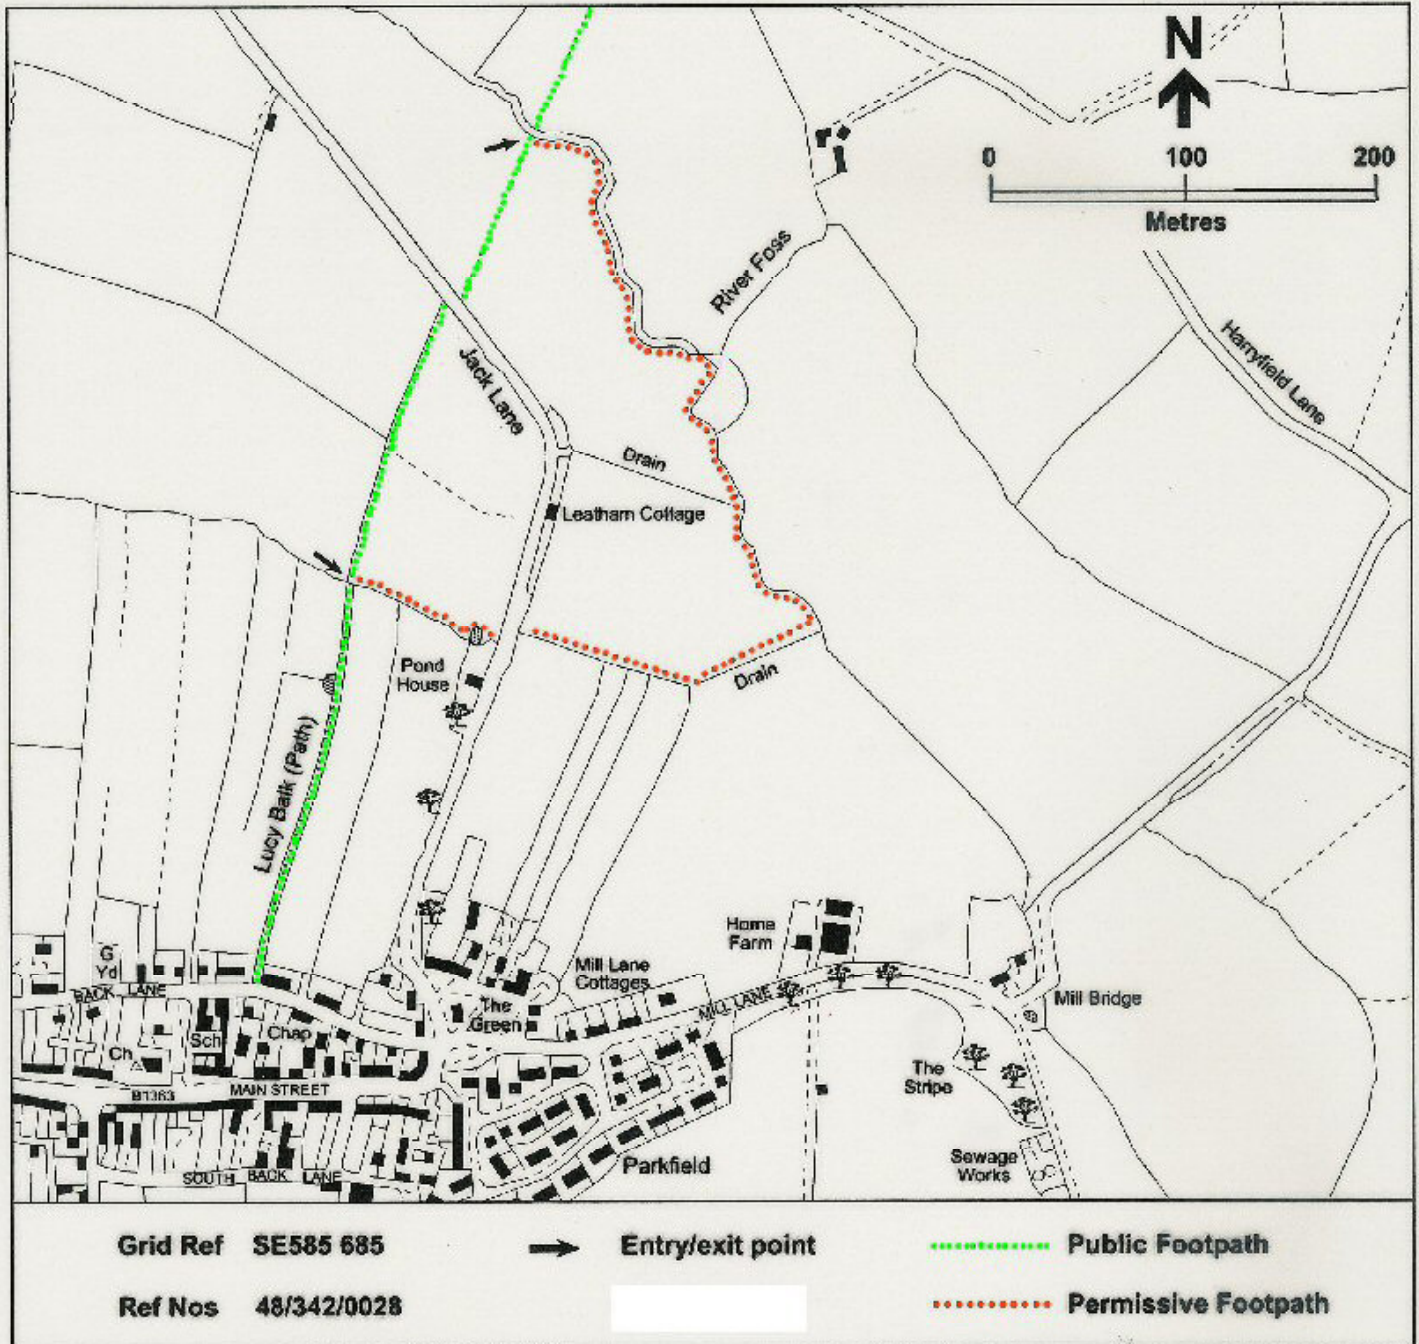 N
0 100 200
Metres
River Foss
Harryfield Lane
Jack Lane
Drain
Leatham Cottage
Pond
House
Drain
Lucy Balk (Path)
Home
Farm
Mill Lane
Cottages
G
Yd
BACK LANE
The
Green
MILL LANE
Mill Bridge
Sch
Chap
Ch
The
Stripe
B1363
MAIN STREET
Sewage
Works
Parkfield
SOUTH BACK LANE
Grid Ref SE585 685
Entry/exit point
Public Footpath
Ref Nos 48/342/0028
Permissive Footpath